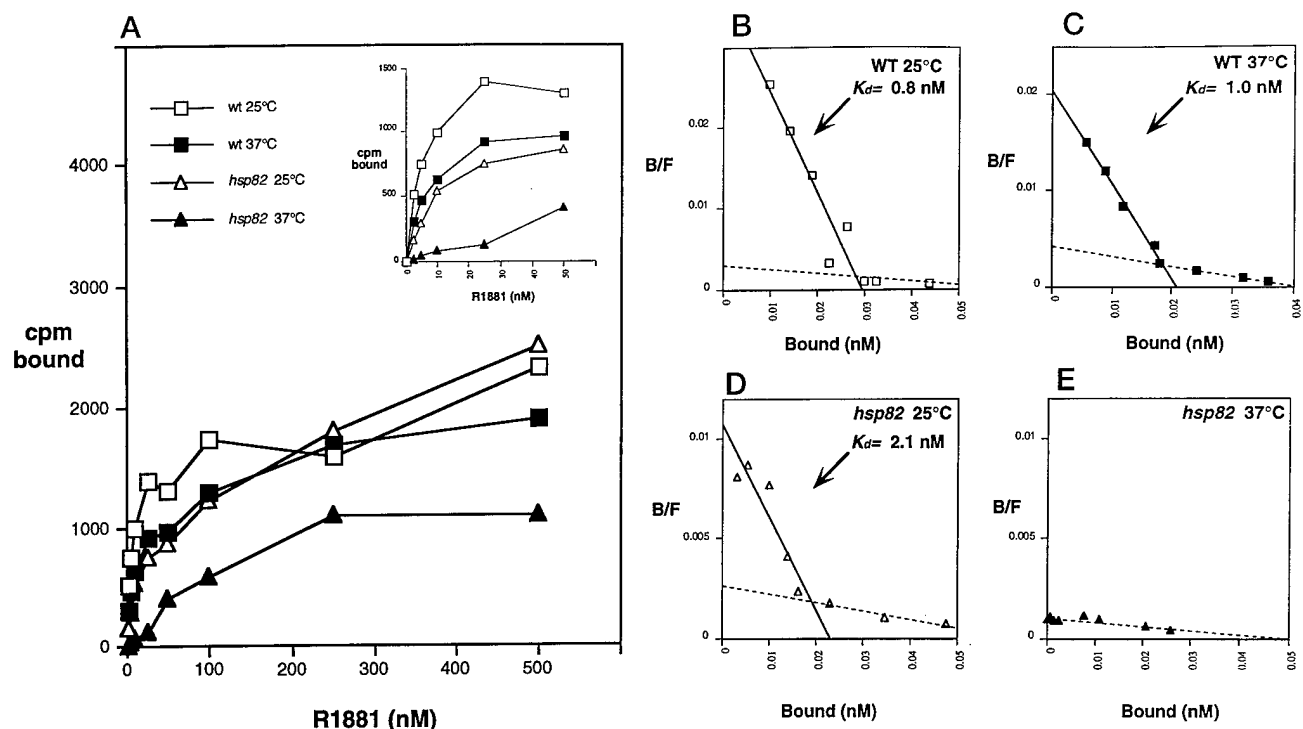 A
wt 25°C
wt 37°C
hsp82 25°C
hsp82 37°C
4000
3000
2000
1000
0
cpm
bound
0
100
200
300
400
500
R1881 (nM)
1500
1000
500
0
cpm
bound
0
10
20
30
40
50
R1881 (nM)
B
WT 25°C
Kd= 0.8 nM
B/F
0.02
0.01
0
0
0.01
0.02
0.03
0.04
0.05
Bound (nM)
C
WT 37°C
Kd= 1.0 nM
B/F
0.02
0.01
0
0
0.01
0.02
0.03
0.04
Bound (nM)
D
hsp82 25°C
Kd= 2.1 nM
B/F
0.01
0.005
0
0
0.01
0.02
0.03
0.04
0.05
Bound (nM)
E
hsp82 37°C
B/F
0.01
0.005
0
0
0.01
0.02
0.03
0.04
0.05
Bound (nM)